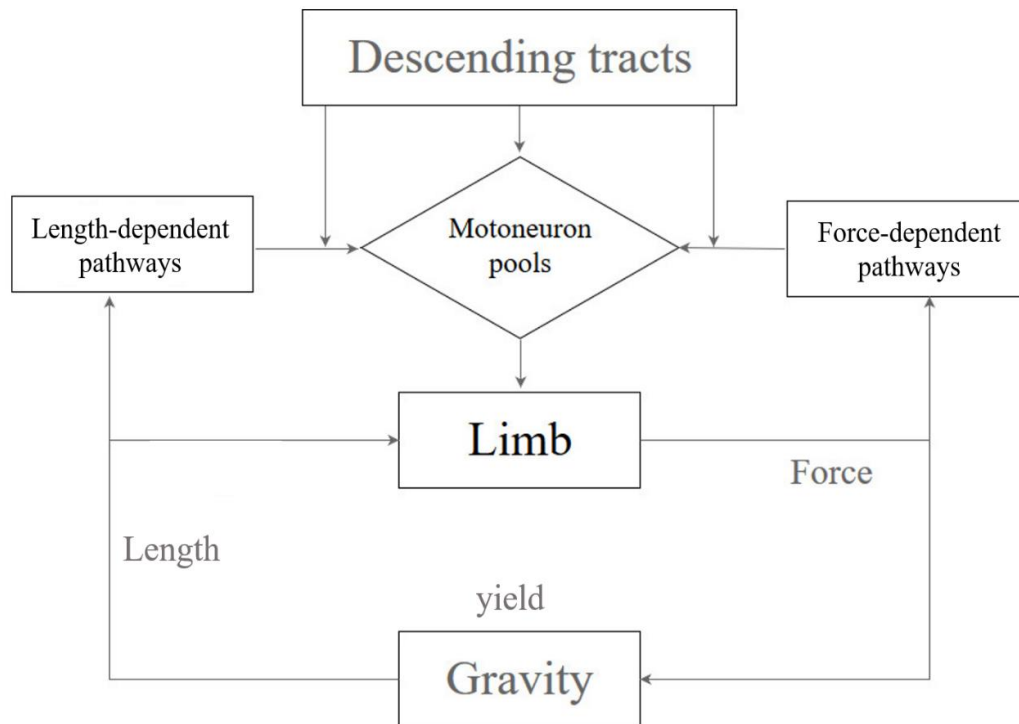 Descending tracts
Length-dependent
pathways
Motoneuron
pools
Force-dependent
pathways
Limb
Force
Length
yield
Gravity